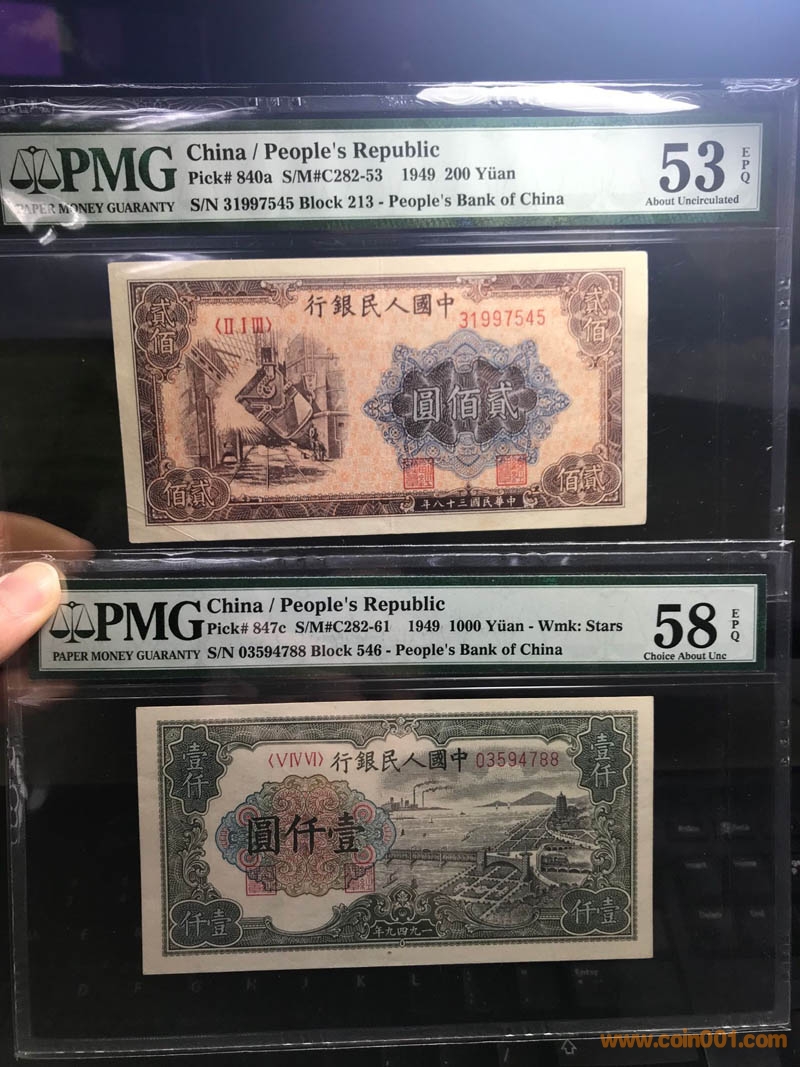 PMG
PAPER MONEY GUARANTY
China / People's Republic
Pick# 840a S/M#C282-53 1949 200 Yüan
S/N 31997545 Block 213 - People's Bank of China
53
EPQ
About Uncirculated
行銀民人國中
〈II I III〉
31997545
貳佰
貳佰
圓佰貳
佰貳
佰貳
年八十三國民華中
PMG
PAPER MONEY GUARANTY
China / People's Republic
Pick# 847c S/M#C282-61 1949 1000 Yüan - Wmk: Stars
S/N 03594788 Block 546 - People's Bank of China
58
EPQ
Choice About Unc
〈V IV VI〉
行銀民人國中
03594788
壹仟
壹仟
圓仟壹
仟壹
仟壹
年九四九一
www.coin001.com